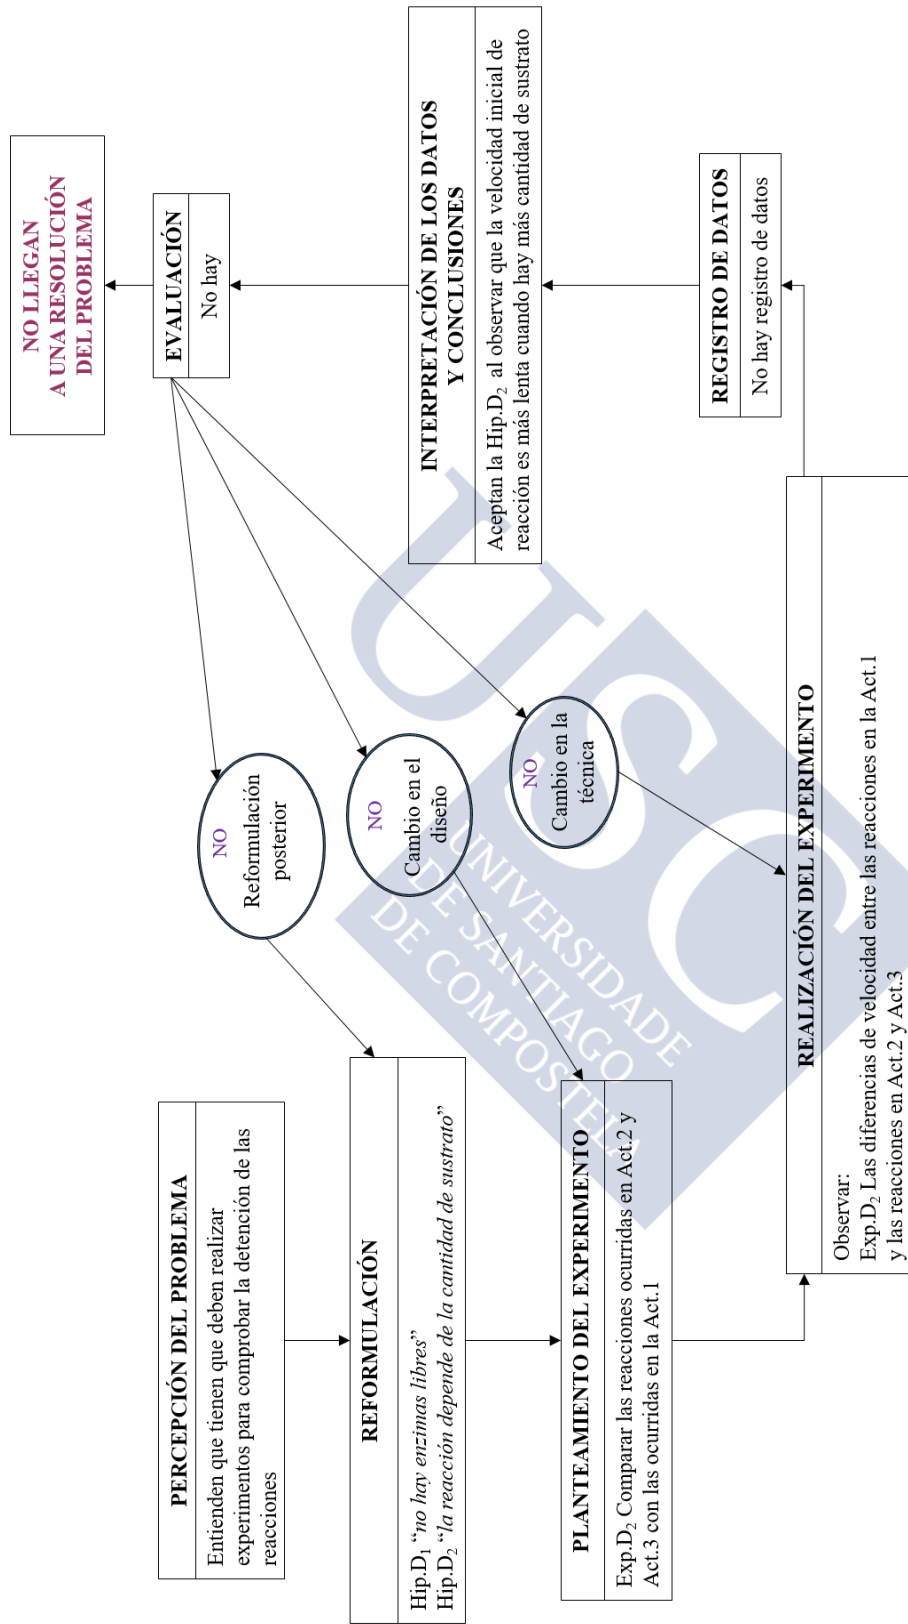 PERCEPCIÓN DEL PROBLEMA
Entienden que tienen que deben realizar
experimentos para comprobar la detención de las
reacciones
REFORMULACIÓN
Hip.D₁ “no hay enzimas libres”
Hip.D₂ “la reacción depende de la cantidad de sustrato”
PLANTEAMIENTO DEL EXPERIMENTO
Exp.D₂ Comparar las reacciones ocurridas en Act.2 y
Act.3 con las ocurridas en la Act.1
REALIZACIÓN DEL EXPERIMENTO
Observar:
Exp.D₂ Las diferencias de velocidad entre las reacciones en la Act.1
y las reacciones en Act.2 y Act.3
REGISTRO DE DATOS
No hay registro de datos
INTERPRETACIÓN DE LOS DATOS
Y CONCLUSIONES
Aceptan la Hip.D₂ al observar que la velocidad inicial de
reacción es más lenta cuando hay más cantidad de sustrato
EVALUACIÓN
No hay
NO LLEGAN
A UNA RESOLUCIÓN
DEL PROBLEMA
NO
Reformulación
posterior
NO
Cambio en el
diseño
NO
Cambio en la
técnica
USC
UNIVERSIDADE
DE SANTIAGO
DE COMPOSTELA